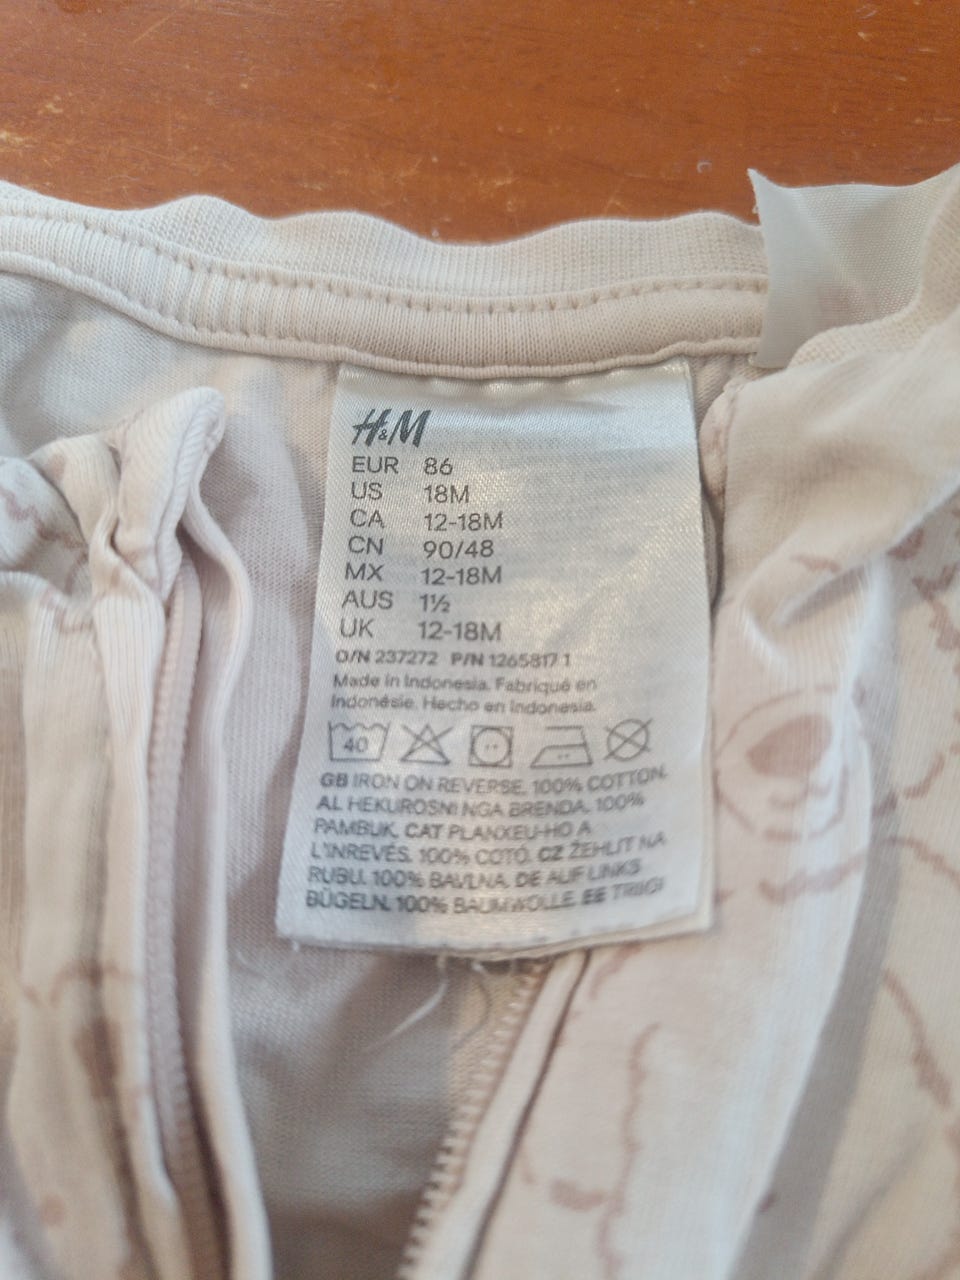 H&M
EUR 86
US 18M
CA 12-18M
CN 90/48
MX 12-18M
AUS 1½
UK 12-18M
O/N 237272 P/N 1265817 1
Made in Indonesia. Fabriqué en
Indonésie. Hecho en Indonesia.
40
GB IRON ON REVERSE. 100% COTTON.
AL HEKUROSNI NGA BRENDA. 100%
PAMBUK. CAT PLANXEU-HO A
L'INREVÉS. 100% COTÓ. CZ ŽEHLIT NA
RUBU. 100% BAVLNA. DE AUF LINKS
BÜGELN. 100% BAUMWOLLE. EE TRIIGI